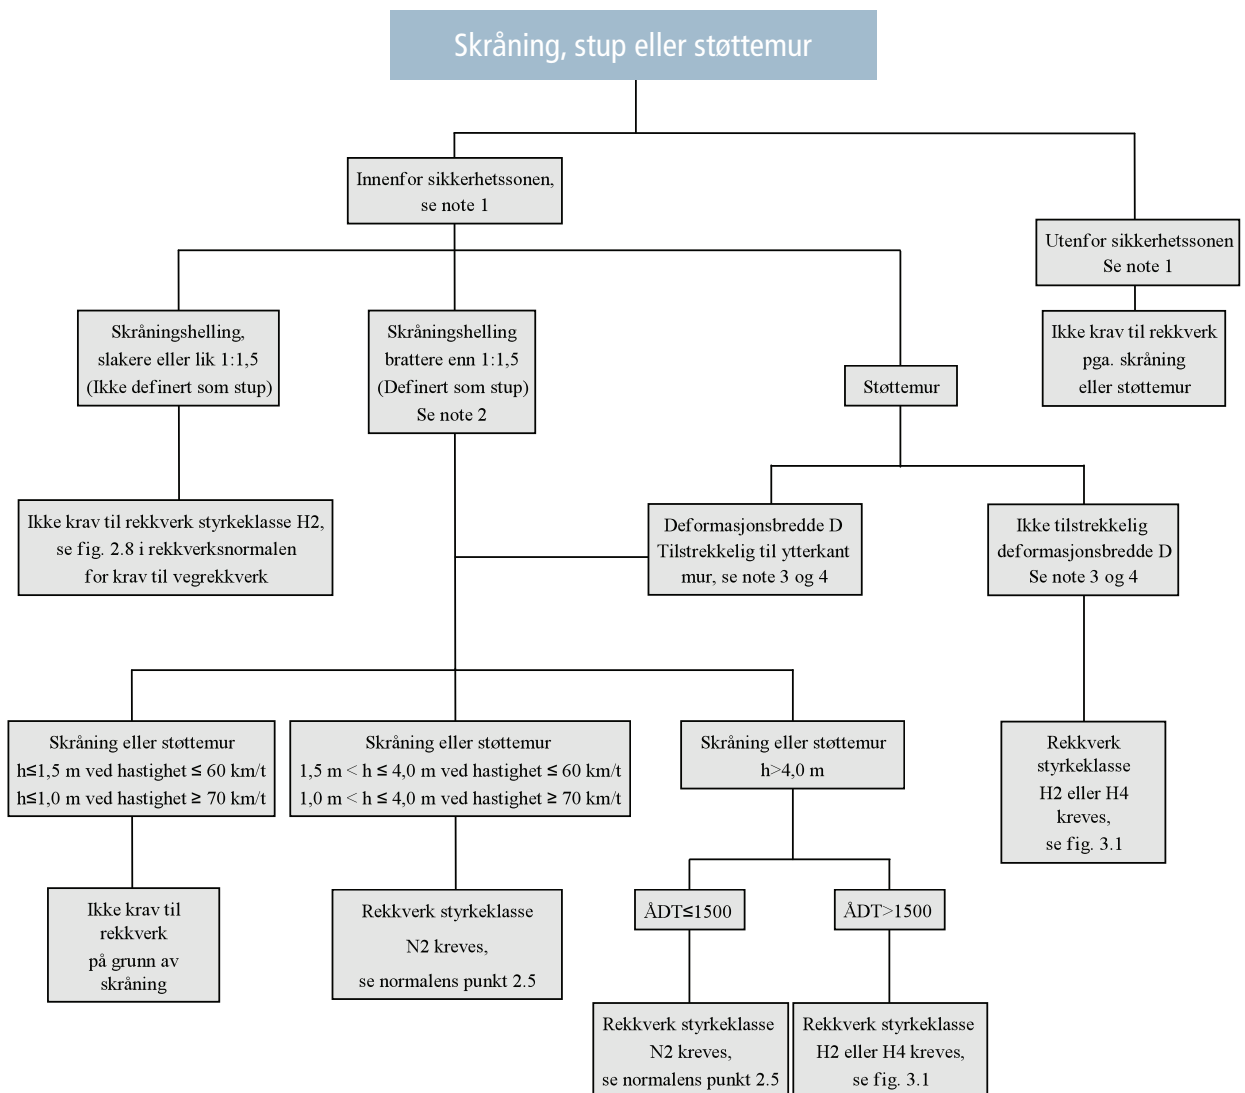 Skråning, stup eller støttemur
Innenfor sikkerhetssonen,
se note 1
Utenfor sikkerhetssonen
Se note 1
Skråningshelling,
slakere eller lik 1:1,5
(Ikke definert som stup)
Skråningshelling
brattere enn 1:1,5
(Definert som stup)
Se note 2
Støttemur
Ikke krav til rekkverk
pga. skråning
eller støttemur
Ikke krav til rekkverk styrkeklasse H2,
se fig. 2.8 i rekkverksnormalen
for krav til vegrekkverk
Deformasjonsbredde D
Tilstrekkelig til ytterkant
mur, se note 3 og 4
Ikke tilstrekkelig
deformasjonsbredde D
Se note 3 og 4
Skråning eller støttemur
h≤1,5 m ved hastighet ≤ 60 km/t
h≤1,0 m ved hastighet ≥ 70 km/t
Skråning eller støttemur
1,5 m < h ≤ 4,0 m ved hastighet ≤ 60 km/t
1,0 m < h ≤ 4,0 m ved hastighet ≥ 70 km/t
Skråning eller støttemur
h>4,0 m
Rekkverk
styrkeklasse
H2 eller H4
kreves,
se fig. 3.1
Ikke krav til
rekkverk
på grunn av
skråning
Rekkverk styrkeklasse
N2 kreves,
se normalens punkt 2.5
ÅDT≤1500
ÅDT>1500
Rekkverk styrkeklasse
N2 kreves,
se normalens punkt 2.5
Rekkverk styrkeklasse
H2 eller H4 kreves,
se fig. 3.1